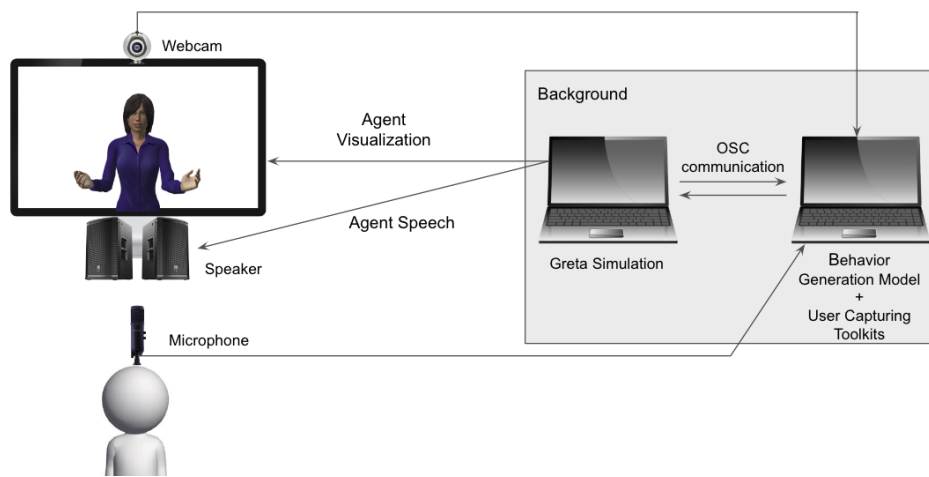 Webcam
Background
Agent
Visualization
OSC
communication
Agent Speech
Speaker
Greta Simulation
Behavior
Generation Model
+
User Capturing
Toolkits
Microphone